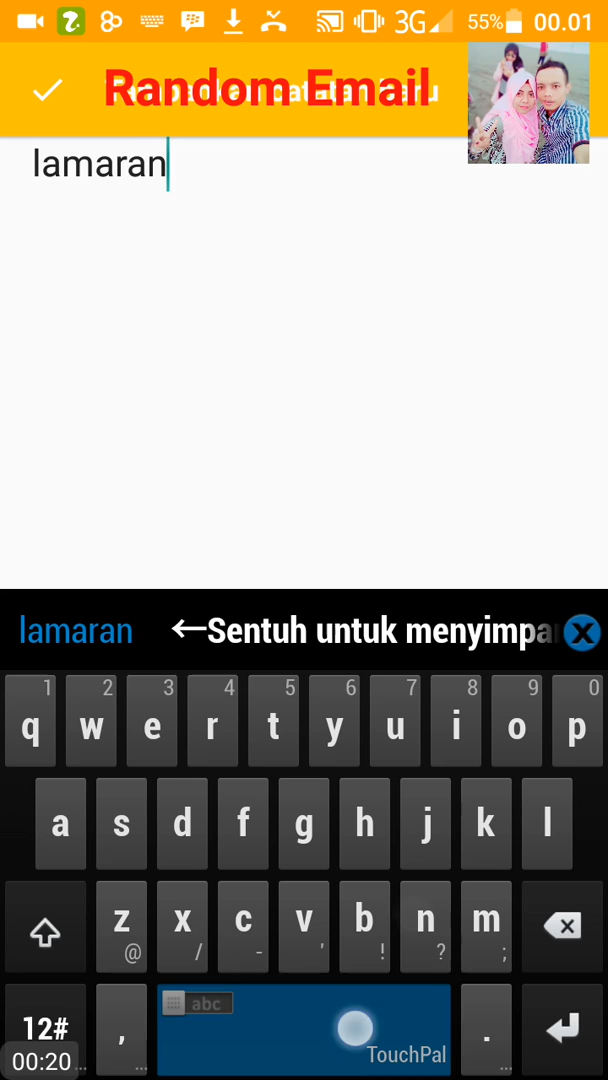 3G 55% 00.01
Random Email
lamaran
lamaran ←Sentuh untuk menyimpa
1 2 3 4 5 6 7 8 9 0
q w e r t y u i o p
a s d f g h j k l
z x c v b n m
@ / - ' ! ? ;
abc
12# , .
TouchPal
00:20